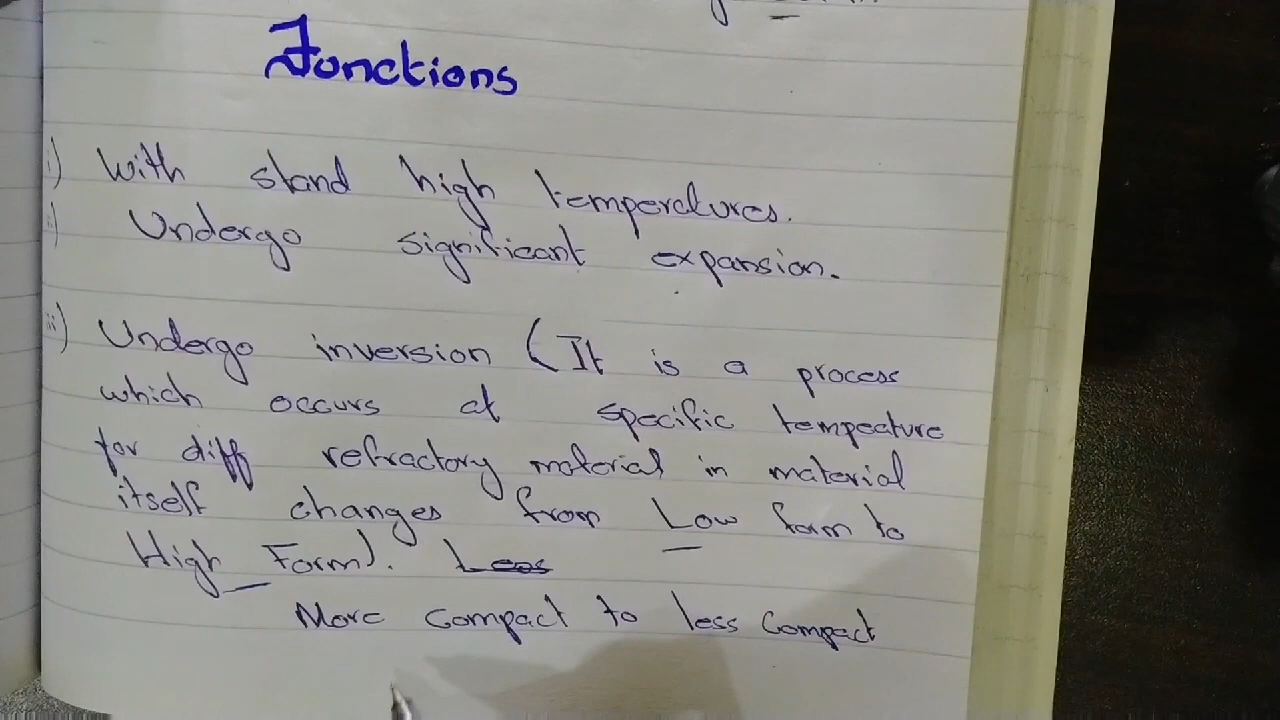 Functions
i) With stand high temperatures.
ii) Undergo significant expansion.
iii) Undergo inversion (It is a process
which occurs at specific tempecture
for diff refractory material in material
itself changes from Low form to
High Form). Less
More compact to less Compact